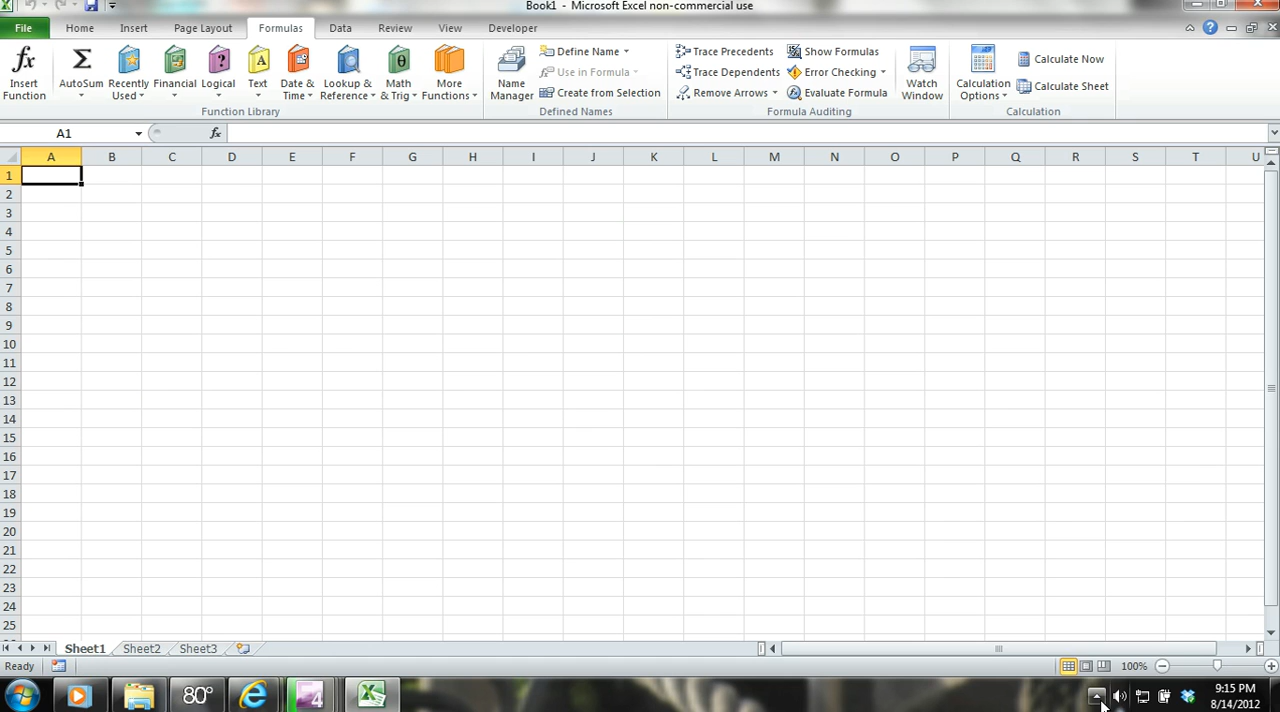 Book1 - Microsoft Excel non-commercial use
File Home Insert Page Layout Formulas Data Review View Developer
fx Insert Function
Σ AutoSum
Recently Used
Financial
Logical
A Text
Date & Time
Lookup & Reference
θ Math & Trig
More Functions
Function Library
Name Manager
Define Name
Use in Formula
Create from Selection
Defined Names
Trace Precedents
Trace Dependents
Remove Arrows
Show Formulas
Error Checking
Evaluate Formula
Formula Auditing
Watch Window
Calculation Options
Calculate Now
Calculate Sheet
Calculation
A1 fx
A B C D E F G H I J K L M N O P Q R S T U
1
2
3
4
5
6
7
8
9
10
11
12
13
14
15
16
17
18
19
20
21
22
23
24
25
Sheet1 Sheet2 Sheet3
Ready 100%
80° 4 9:15 PM
8/14/2012